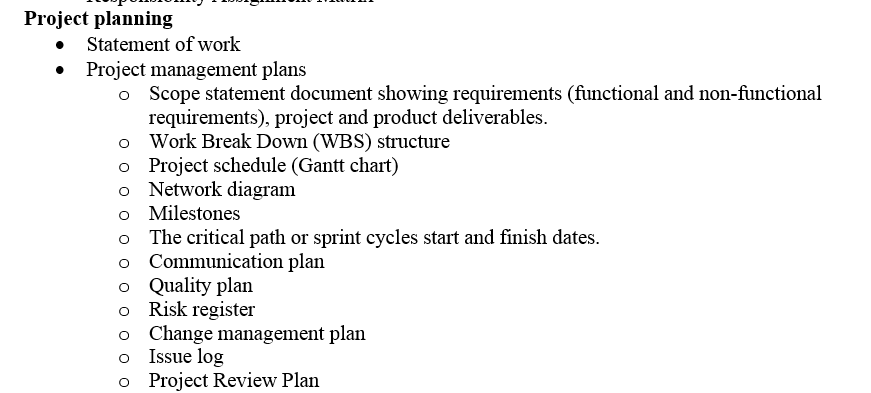 Project planning
• Statement of work
• Project management plans
o Scope statement document showing requirements (functional and non-functional
requirements), project and product deliverables.
o Work Break Down (WBS) structure
o Project schedule (Gantt chart)
o Network diagram
o Milestones
o The critical path or sprint cycles start and finish dates.
o Communication plan
o Quality plan
o Risk register
o Change management plan
o Issue log
o Project Review Plan